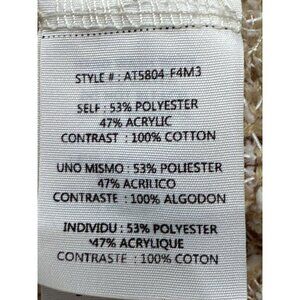 STYLE # : AT5804 F4M3
SELF : 53% POLYESTER
47% ACRYLIC
CONTRAST : 100% COTTON
UNO MISMO : 53% POLIESTER
47% ACRILICO
CONTRASTE : 100% ALGODON
INDIVIDU : 53% POLYESTER
47% ACRYLIQUE
CONTRASTE : 100% COTON